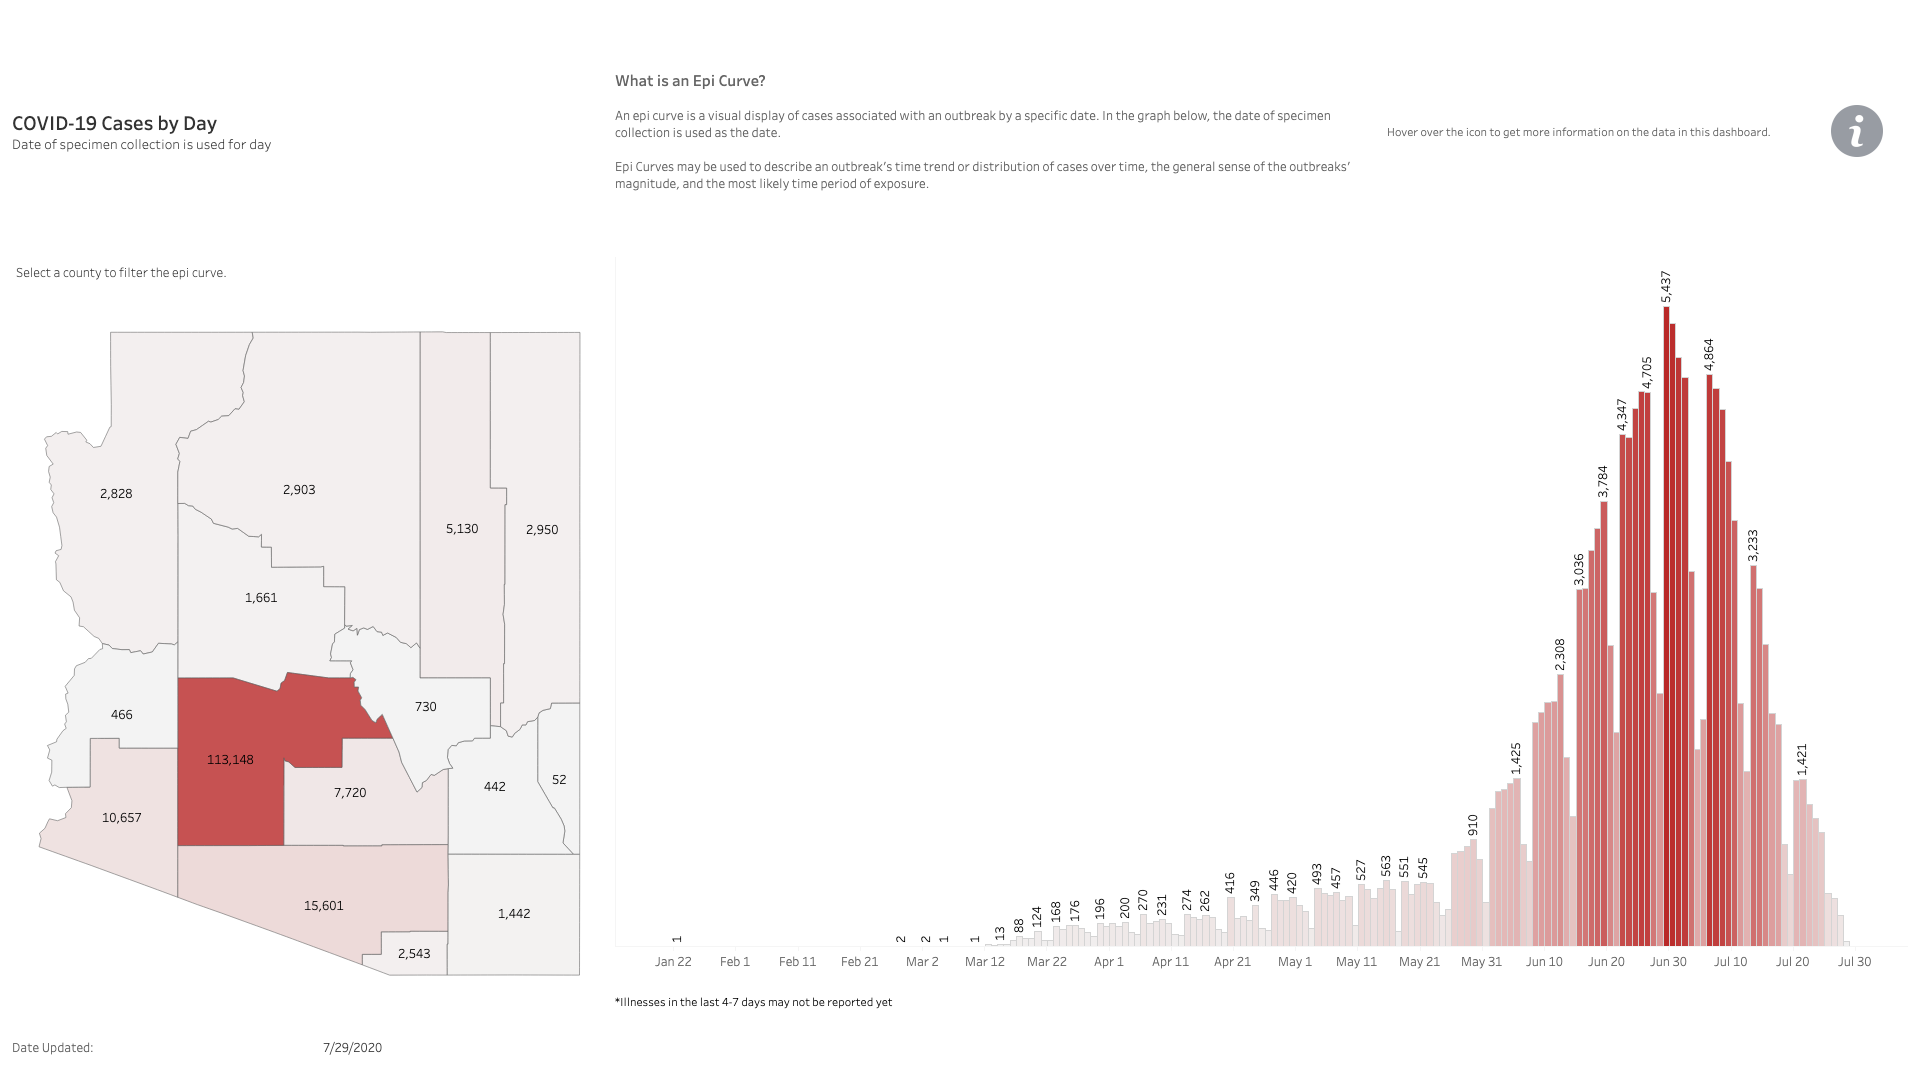 What is an Epi Curve?
COVID-19 Cases by Day
Date of specimen collection is used for day
An epi curve is a visual display of cases associated with an outbreak by a specific date. In the graph below, the date of specimen
collection is used as the date.
Epi Curves may be used to describe an outbreak's time trend or distribution of cases over time, the general sense of the outbreaks'
magnitude, and the most likely time period of exposure.
Hover over the icon to get more information on the data in this dashboard.
i
Select a county to filter the epi curve.
2,828
2,903
5,130
2,950
1,661
466
730
113,148
7,720
442
52
10,657
15,601
1,442
2,543
1
2
2
1
1
13
88
124
168
176
196
200
270
231
274
262
416
349
446
420
493
457
527
563
551
545
910
1,425
2,308
3,036
3,784
4,347
4,705
5,437
4,864
3,233
1,421
Jan 22
Feb 1
Feb 11
Feb 21
Mar 2
Mar 12
Mar 22
Apr 1
Apr 11
Apr 21
May 1
May 11
May 21
May 31
Jun 10
Jun 20
Jun 30
Jul 10
Jul 20
Jul 30
*Illnesses in the last 4-7 days may not be reported yet
Date Updated: 7/29/2020